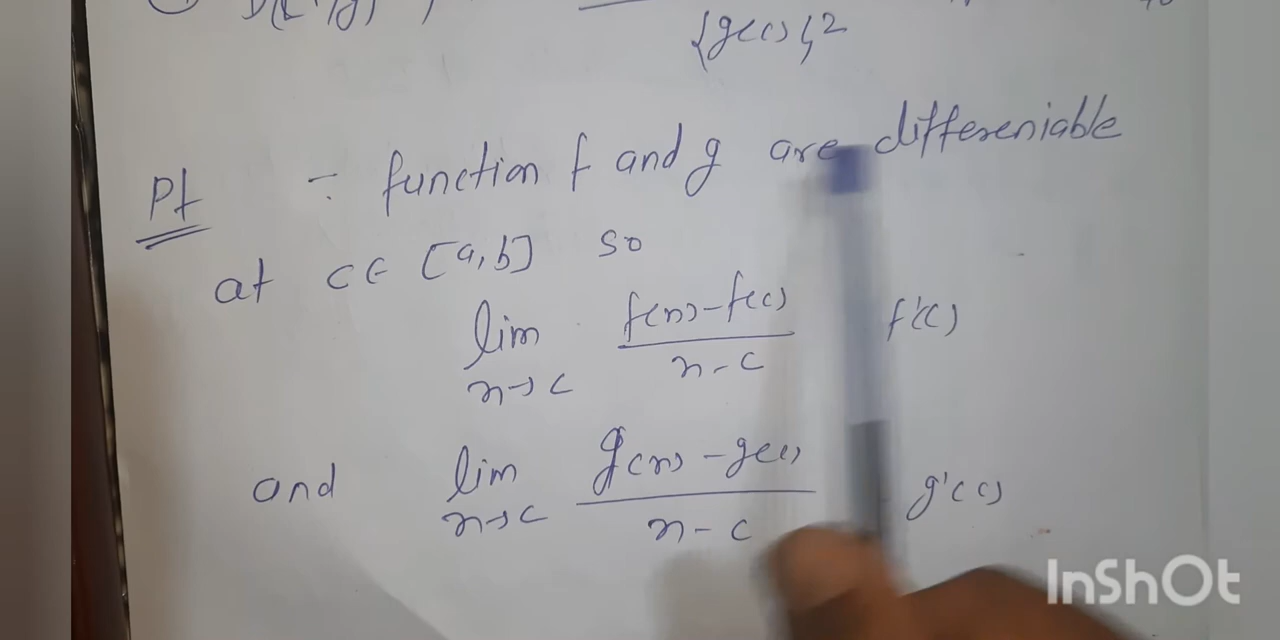 {g(c)}2
Pf :- function f and g are differeniable
at c∈ [a,b] so
lim f(x)-f(c) f'(c)
x→c x-c
and lim g(x)-g(c) g'(c)
x→c x-c
InShOt